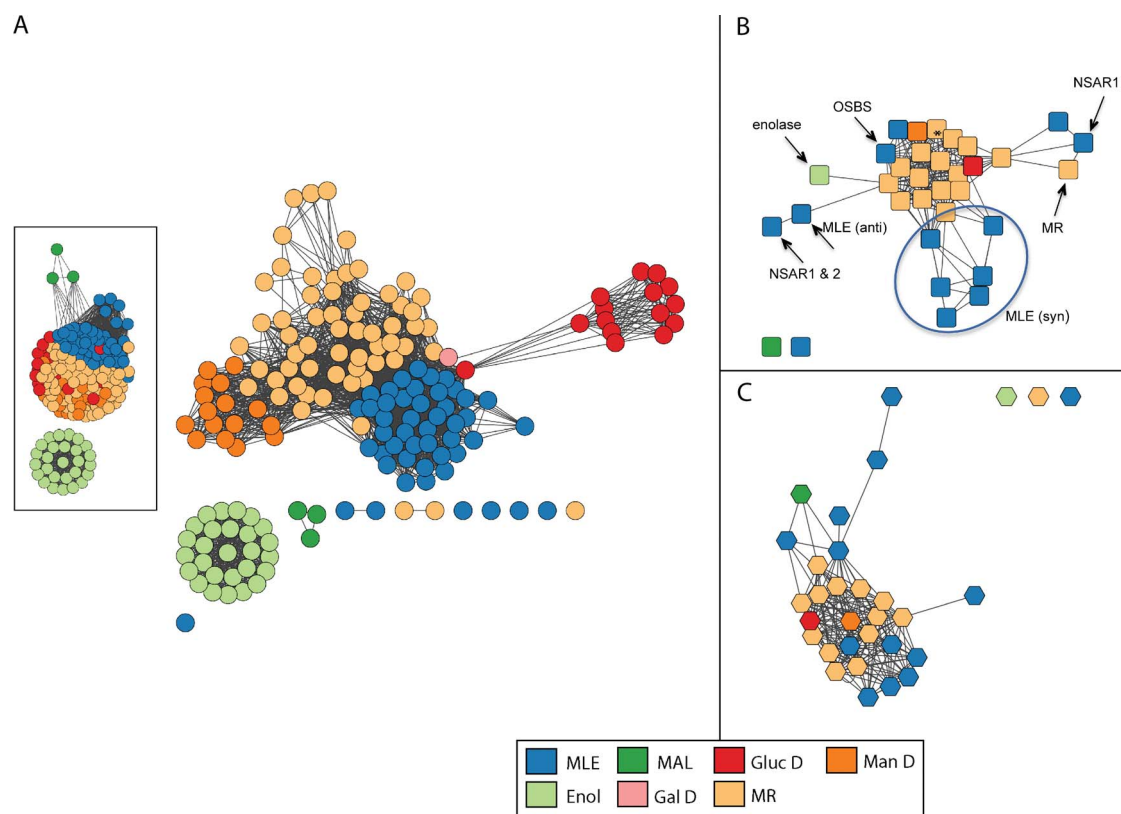 A
B
NSAR1
OSBS
enolase
*
MLE (anti)
MR
NSAR1 & 2
MLE (syn)
C
MLE MAL Gluc D Man D
Enol Gal D MR